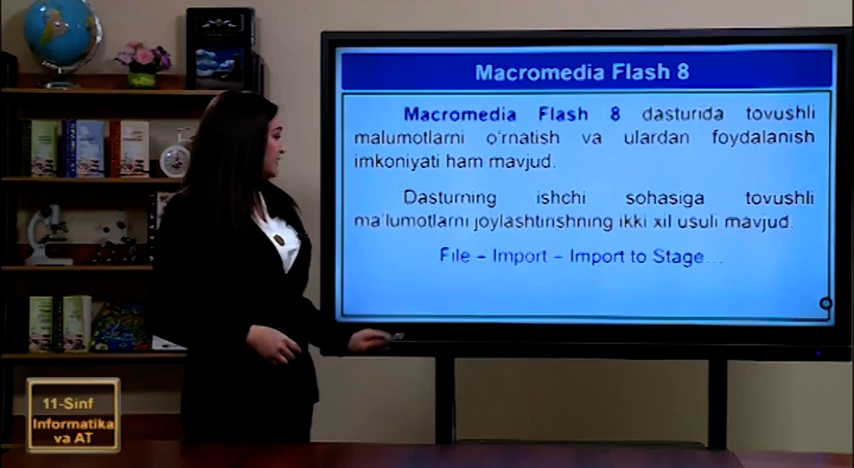 Macromedia Flash 8
Macromedia Flash 8 dasturida tovushli
malumotlarni o'rnatish va ulardan foydalanish
imkoniyati ham mavjud.
Dasturning ishchi sohasiga tovushli
ma'lumotlarni joylashtirishning ikki xil usuli mavjud.
File – Import – Import to Stage...
11-Sinf
Informatika
va AT